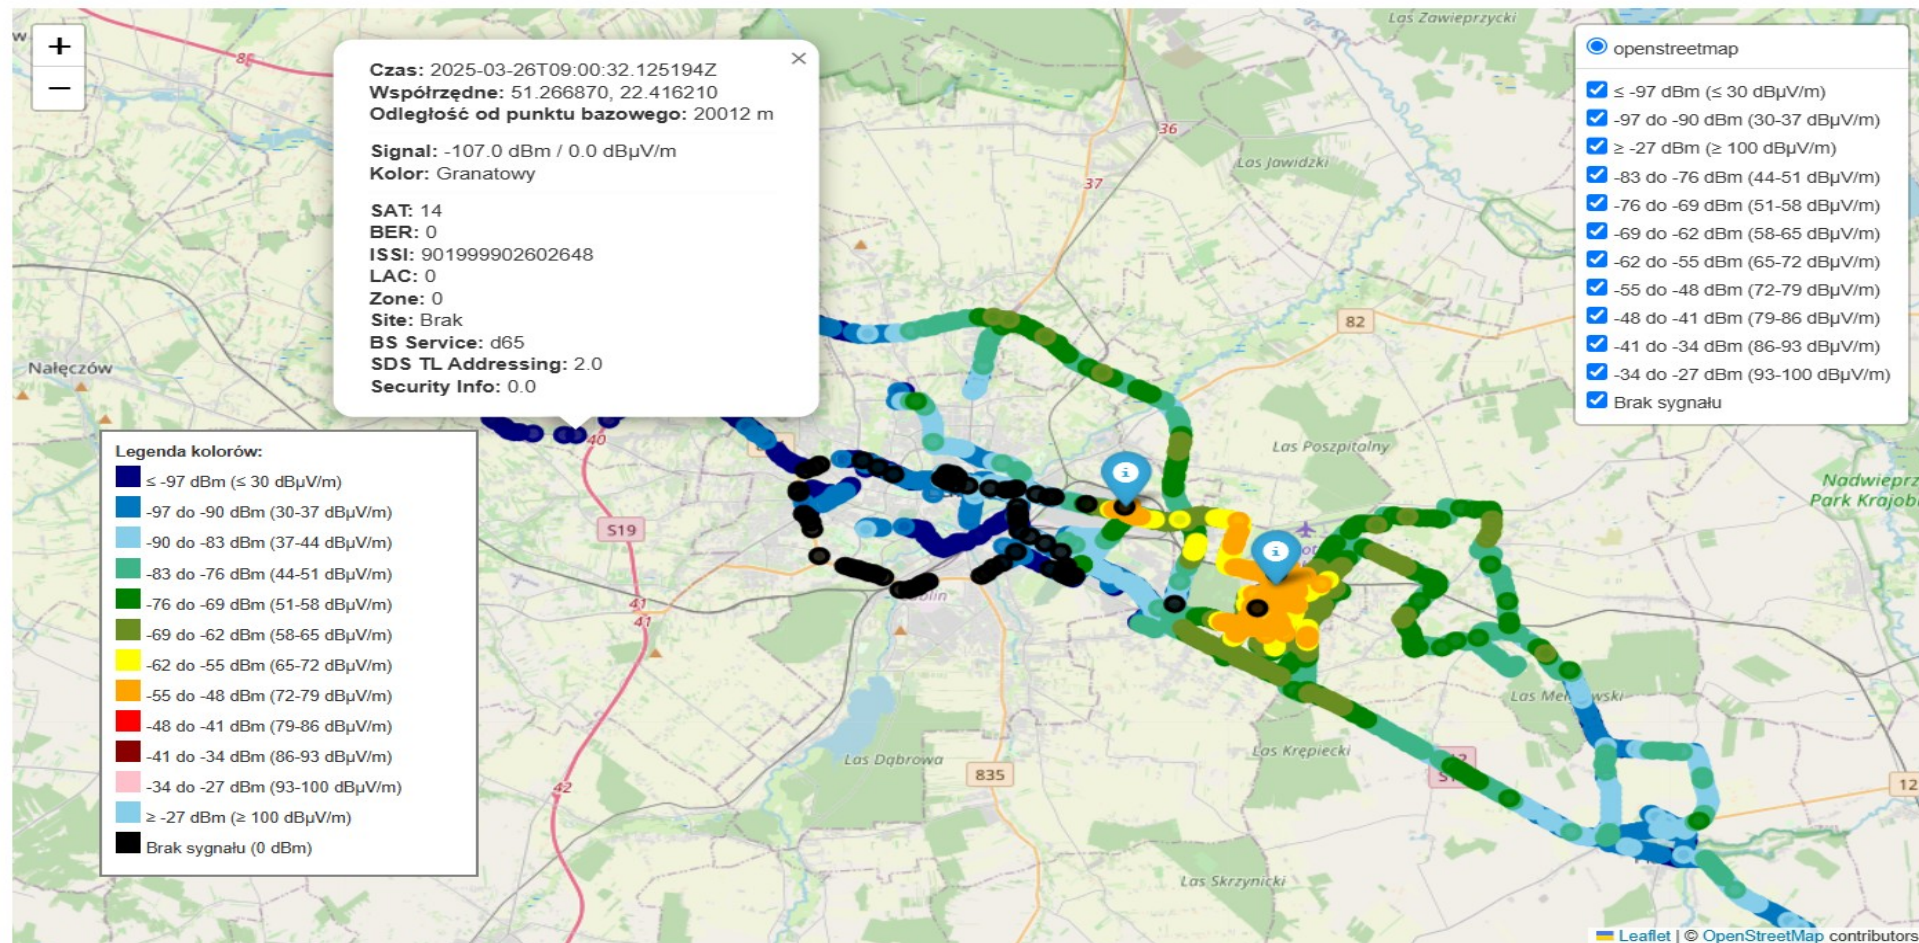 Las Zawieprzycki
w
+
−
86
×
Czas: 2025-03-26T09:00:32.125194Z
Współrzędne: 51.266870, 22.416210
Odległość od punktu bazowego: 20012 m
Signal: -107.0 dBm / 0.0 dBµV/m
Kolor: Granatowy
SAT: 14
BER: 0
ISSI: 901999902602648
LAC: 0
Zone: 0
Site: Brak
BS Service: d65
SDS TL Addressing: 2.0
Security Info: 0.0
openstreetmap
≤ -97 dBm (≤ 30 dBµV/m)
-97 do -90 dBm (30-37 dBµV/m)
≥ -27 dBm (≥ 100 dBµV/m)
-83 do -76 dBm (44-51 dBµV/m)
-76 do -69 dBm (51-58 dBµV/m)
-69 do -62 dBm (58-65 dBµV/m)
-62 do -55 dBm (65-72 dBµV/m)
-55 do -48 dBm (72-79 dBµV/m)
-48 do -41 dBm (79-86 dBµV/m)
-41 do -34 dBm (86-93 dBµV/m)
-34 do -27 dBm (93-100 dBµV/m)
Brak sygnału
36
Las Jawidzki
37
82
Nałęczów
40
Las Poszpitalny
Nadwieprz
Park Krajob
S19
41
41
42
Las Dąbrowa
835
Las Krępiecki
Las Skrzynicki
12
Legenda kolorów:
≤ -97 dBm (≤ 30 dBµV/m)
-97 do -90 dBm (30-37 dBµV/m)
-90 do -83 dBm (37-44 dBµV/m)
-83 do -76 dBm (44-51 dBµV/m)
-76 do -69 dBm (51-58 dBµV/m)
-69 do -62 dBm (58-65 dBµV/m)
-62 do -55 dBm (65-72 dBµV/m)
-55 do -48 dBm (72-79 dBµV/m)
-48 do -41 dBm (79-86 dBµV/m)
-41 do -34 dBm (86-93 dBµV/m)
-34 do -27 dBm (93-100 dBµV/m)
≥ -27 dBm (≥ 100 dBµV/m)
Brak sygnału (0 dBm)
Leaflet | © OpenStreetMap contributors